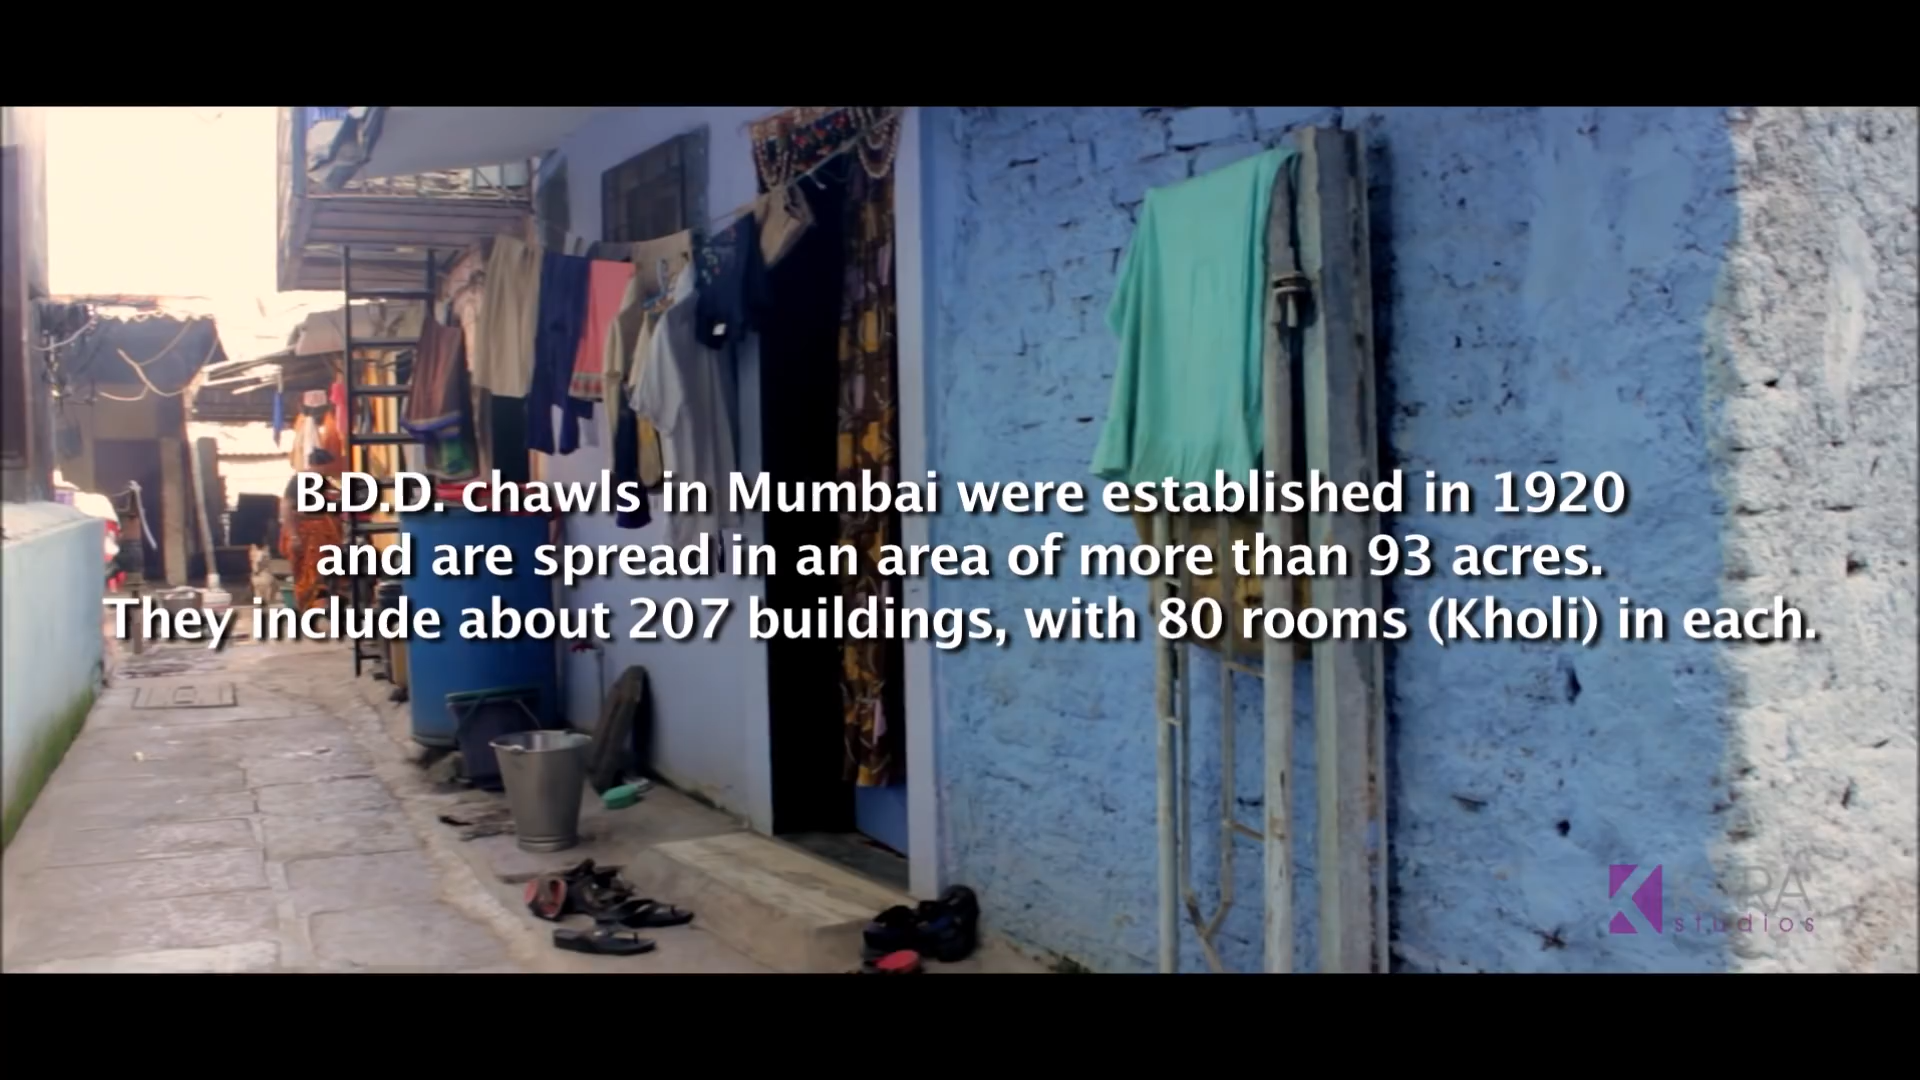 B.D.D. chawls in Mumbai were established in 1920
and are spread in an area of more than 93 acres.
They include about 207 buildings, with 80 rooms (Kholi) in each.
studios